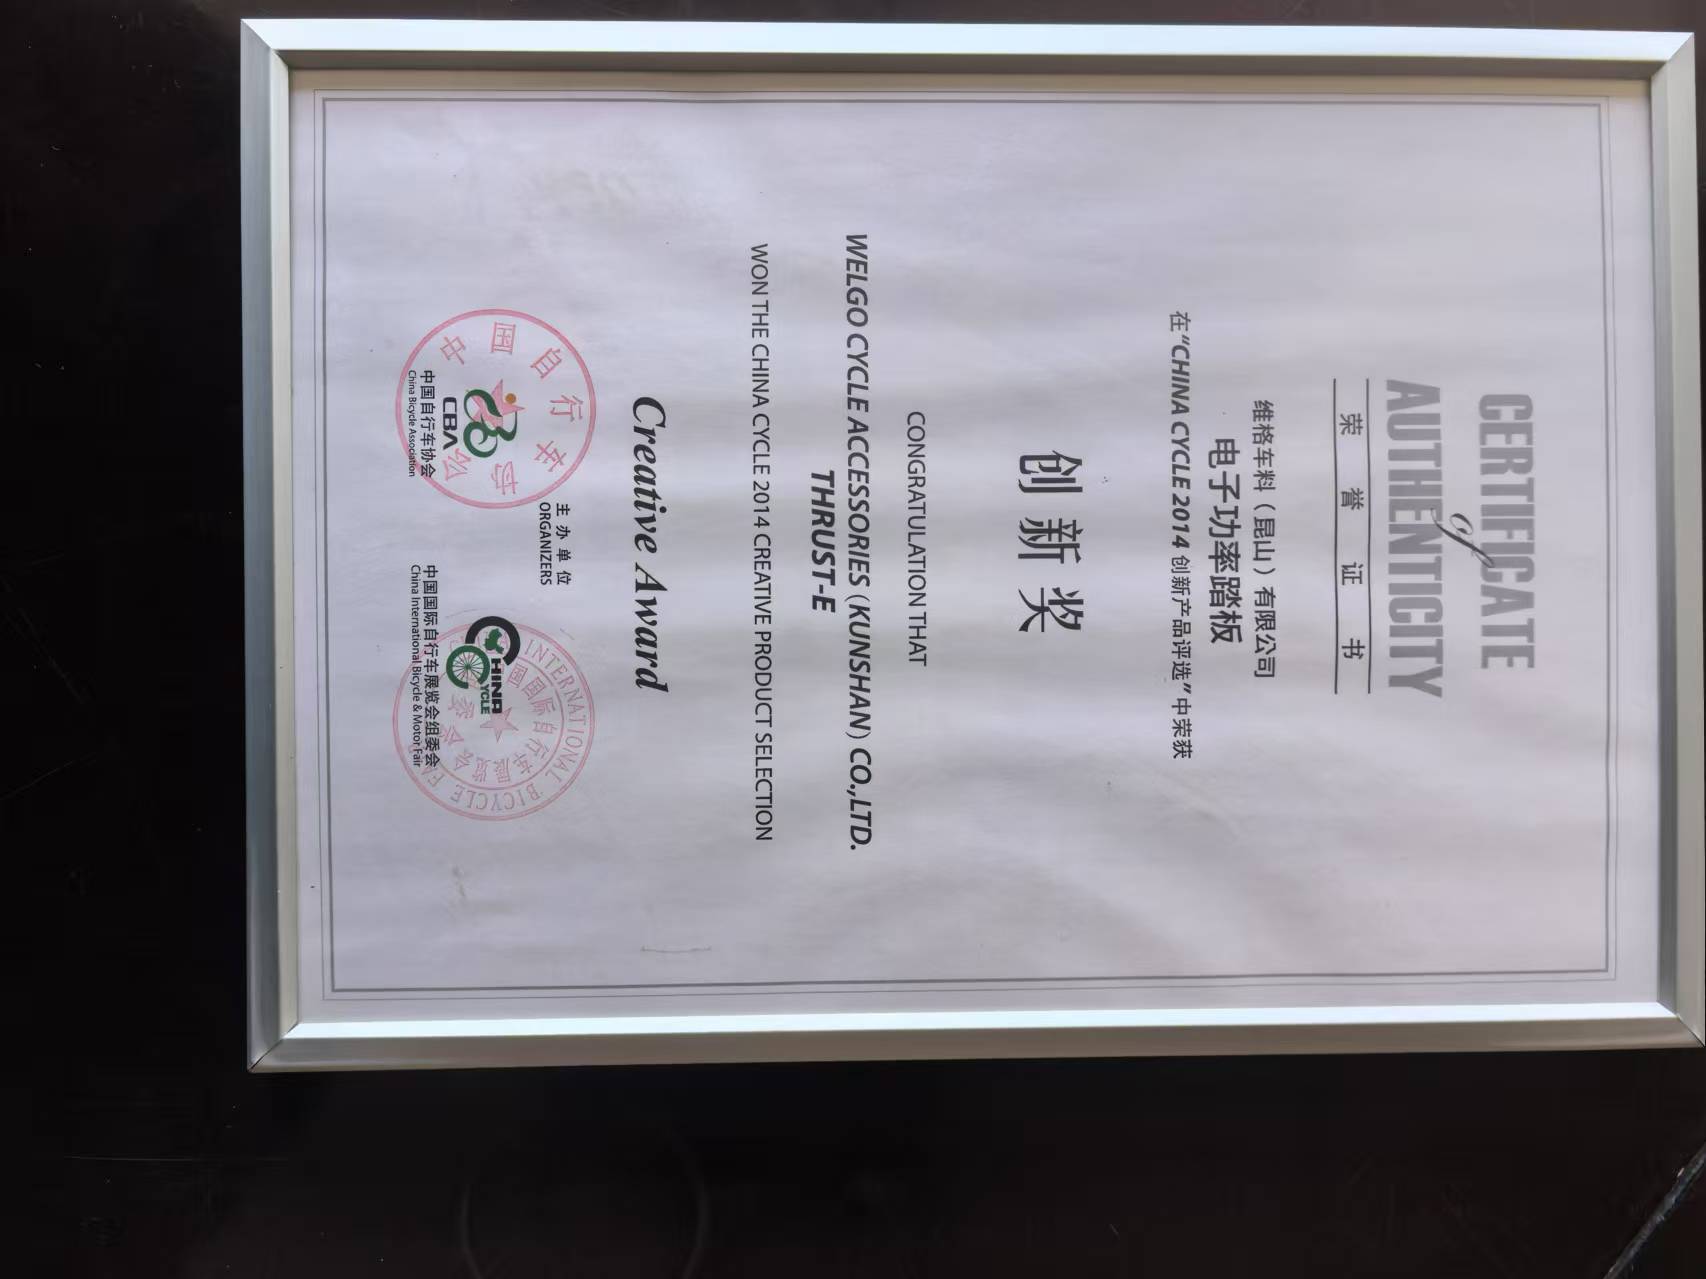 CERTIFICATE
of
AUTHENTICITY
荣誉证书
维格车料（昆山）有限公司
电子功率踏板
在“CHINA CYCLE 2014 创新产品评选”中荣获
创新奖
CONGRATULATION THAT
WELGO CYCLE ACCESSORIES (KUNSHAN) CO.,LTD.
THRUST-E
WON THE CHINA CYCLE 2014 CREATIVE PRODUCT SELECTION
Creative Award
主办单位
ORGANIZERS
中国自行车协会
CBA
中国自行车协会
China Bicycle Association
INTERNATIONAL BICYCLE
CHINA
CYCLE
中国国际自行车展览会组委会
China International Bicycle & Motor Fair